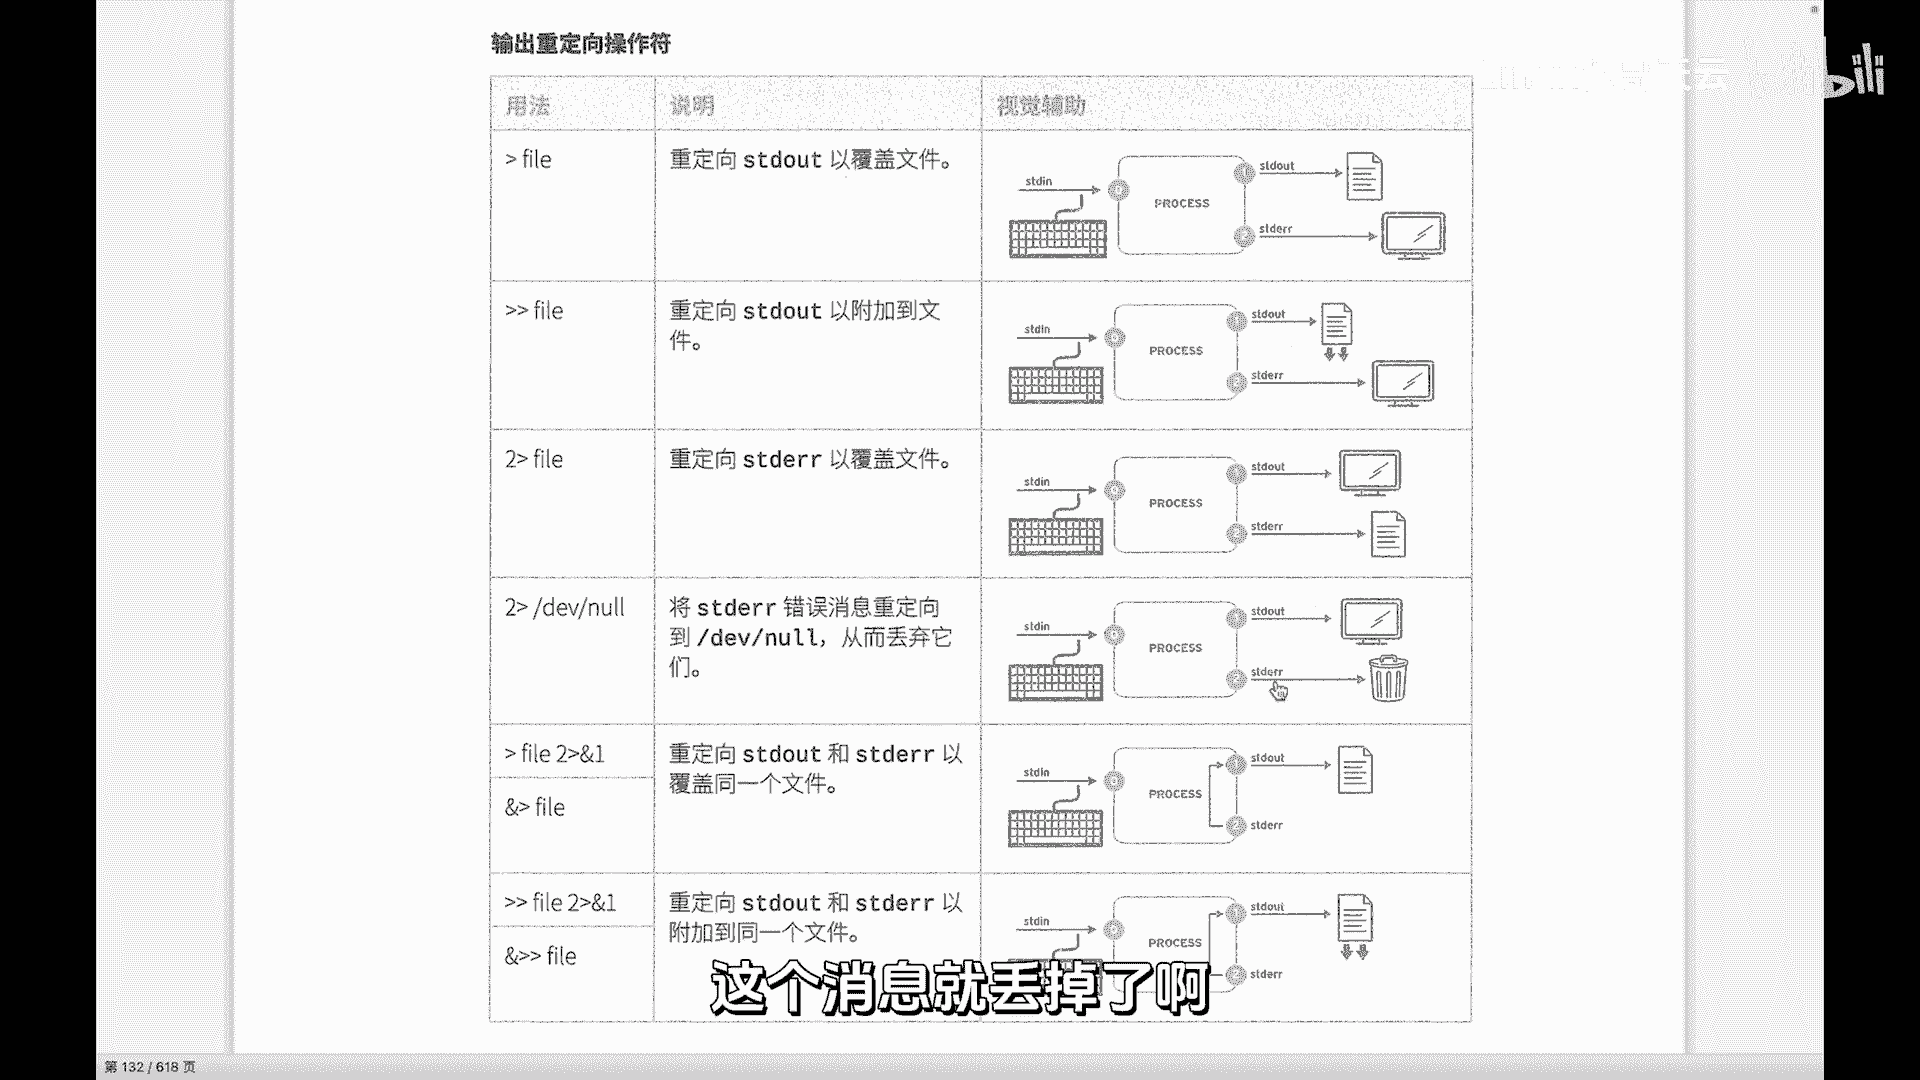 输出重定向操作符
用法 说明 视觉辅助
> file
重定向 stdout 以覆盖文件。
stdin
PROCESS
stdout
stderr
>> file
重定向 stdout 以附加到文
件。
stdin
PROCESS
stdout
stderr
2> file
重定向 stderr 以覆盖文件。
stdin
PROCESS
stdout
stderr
2> /dev/null
将 stderr 错误消息重定向
到 /dev/null，从而丢弃它
们。
stdin
PROCESS
stdout
stderr
> file 2>&1
&> file
重定向 stdout 和 stderr 以
覆盖同一个文件。
stdin
PROCESS
stdout
stderr
>> file 2>&1
&>> file
重定向 stdout 和 stderr 以
附加到同一个文件。
stdin
PROCESS
stdout
stderr
这个消息就丢掉了啊
第 132 / 618 页